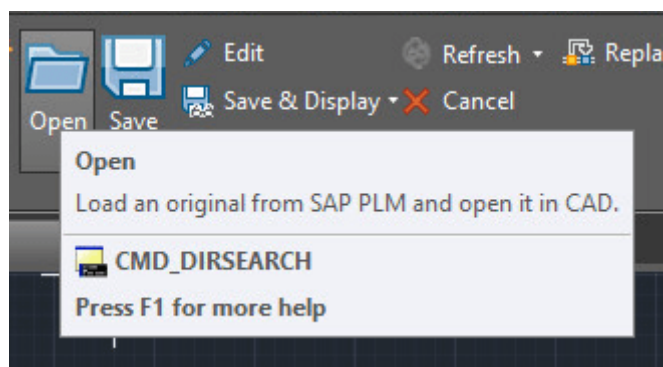 Edit
Refresh
Save & Display
Cancel
Open
Save
Open
Load an original from SAP PLM and open it in CAD.
CMD_DIRSEARCH
Press F1 for more help